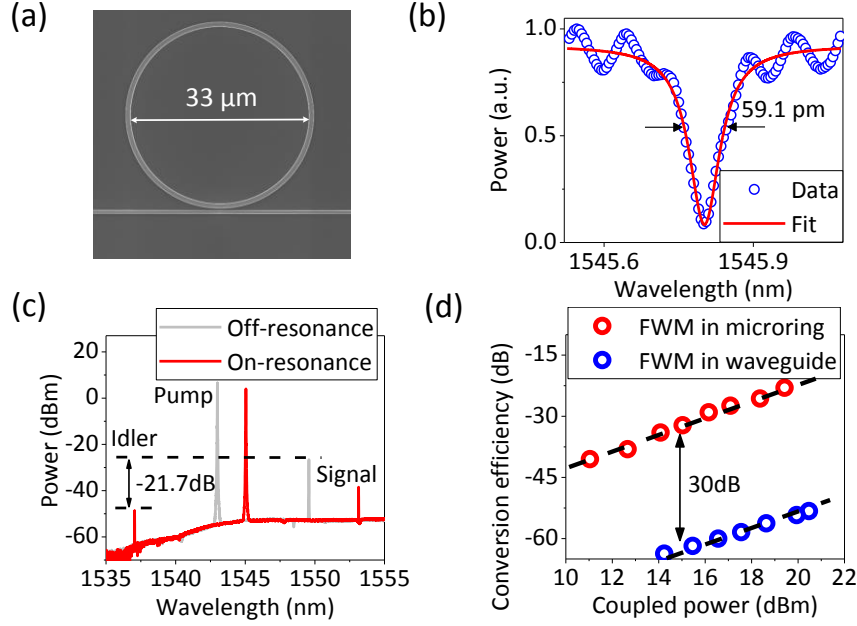 (a)
33 μm
(b)
1.0
0.5
0.0
Power (a.u.)
59.1 pm
Data
Fit
1545.6
1545.9
Wavelength (nm)
(c)
Off-resonance
On-resonance
20
0
-20
-40
-60
Power (dBm)
Pump
Idler
Signal
-21.7dB
1535
1540
1545
1550
1555
Wavelength (nm)
(d)
FWM in microring
FWM in waveguide
-15
-30
-45
-60
Conversion efficiency (dB)
30dB
10
12
14
16
18
20
22
Coupled power (dBm)